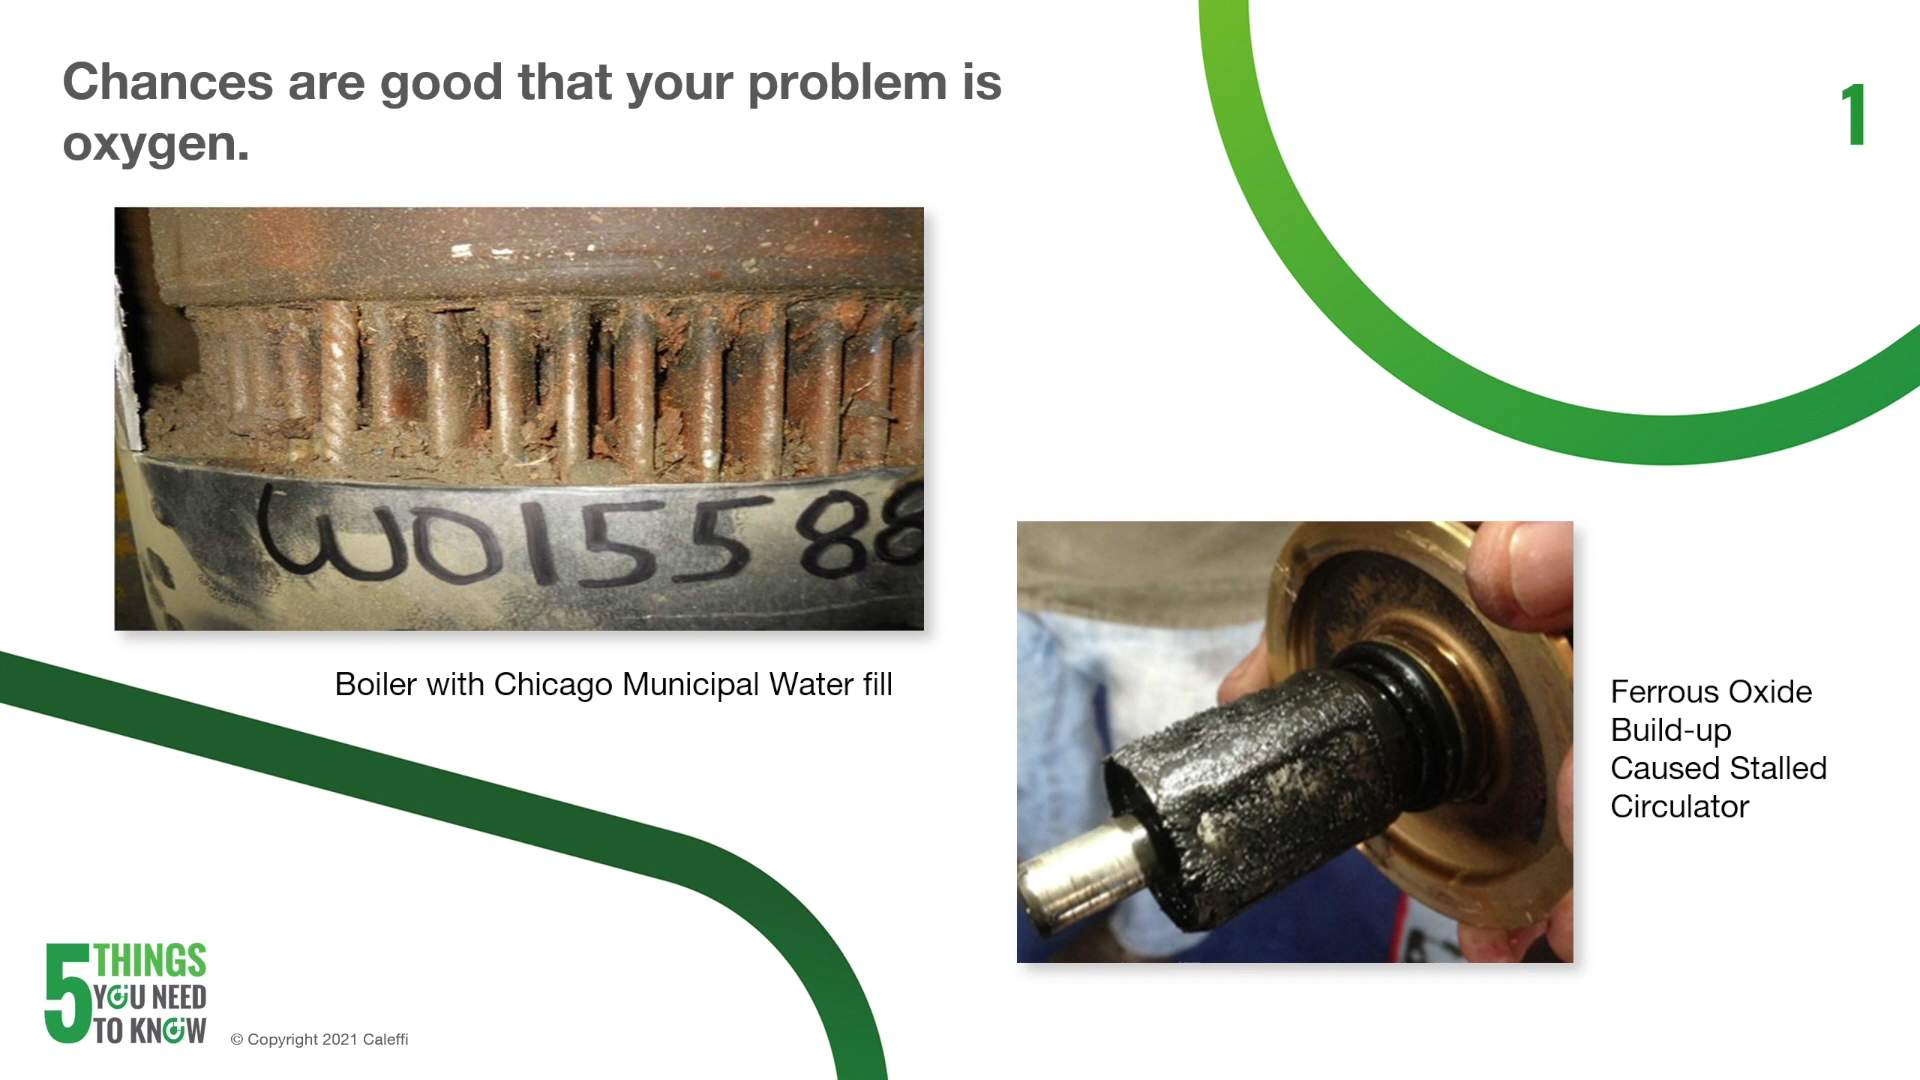 Chances are good that your problem is
oxygen.
1
WO15588
Boiler with Chicago Municipal Water fill
Ferrous Oxide
Build-up
Caused Stalled
Circulator
5 THINGS
YOU NEED
TO KNOW
© Copyright 2021 Caleffi